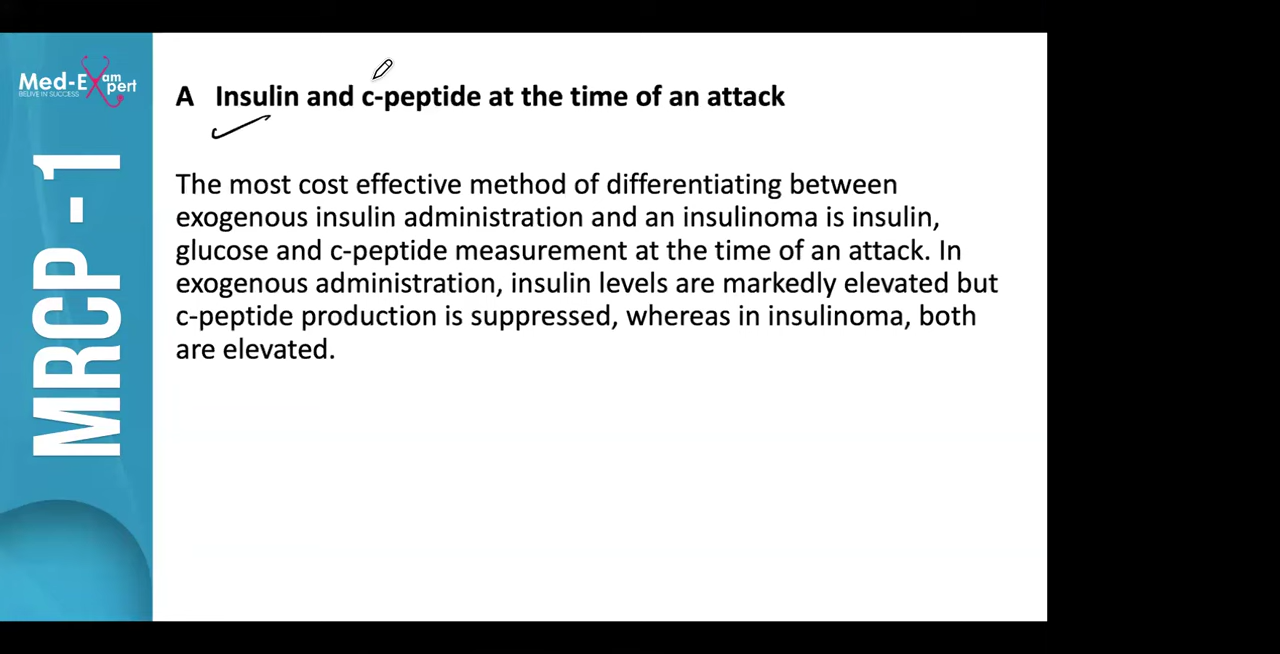 Med-Exam
pert
BELIVE IN SUCCESS
MRCP - 1
A Insulin and c-peptide at the time of an attack
The most cost effective method of differentiating between
exogenous insulin administration and an insulinoma is insulin,
glucose and c-peptide measurement at the time of an attack. In
exogenous administration, insulin levels are markedly elevated but
c-peptide production is suppressed, whereas in insulinoma, both
are elevated.